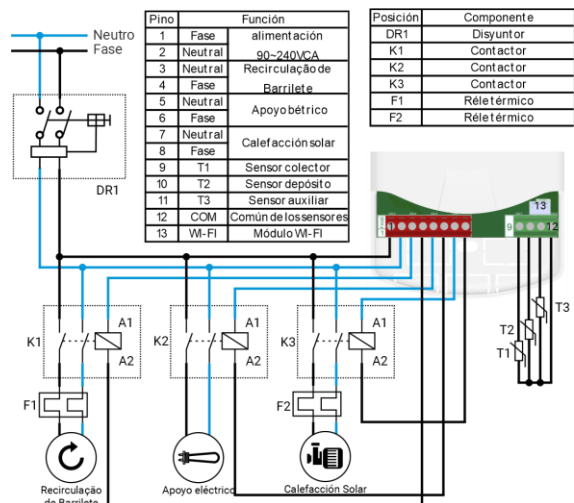 Neutro
Fase
DR1
Pino Función
1 Fase alimentación
2 Neutral 90~240VCA
3 Neutral Recirculação de
4 Fase Barrilete
5 Neutral Apoyo bétrico
6 Fase
7 Neutral Calefacción solar
8 Fase
9 T1 Sensor colector
10 T2 Sensor depósito
11 T3 Sensor auxiliar
12 COM Común de los sensores
13 WI-FI Módulo WI-FI
Posición Componente
DR1 Disyuntor
K1 Contactor
K2 Contactor
K3 Contactor
F1 Réle térmico
F2 Réle térmico
13
1
9 12
T3
T2
T1
K1 A1
A2
K2 A1
A2
K3 A1
A2
F1
F2
Recirculação
de Barrilete
Apoyo eléctrico
Calefacción Solar